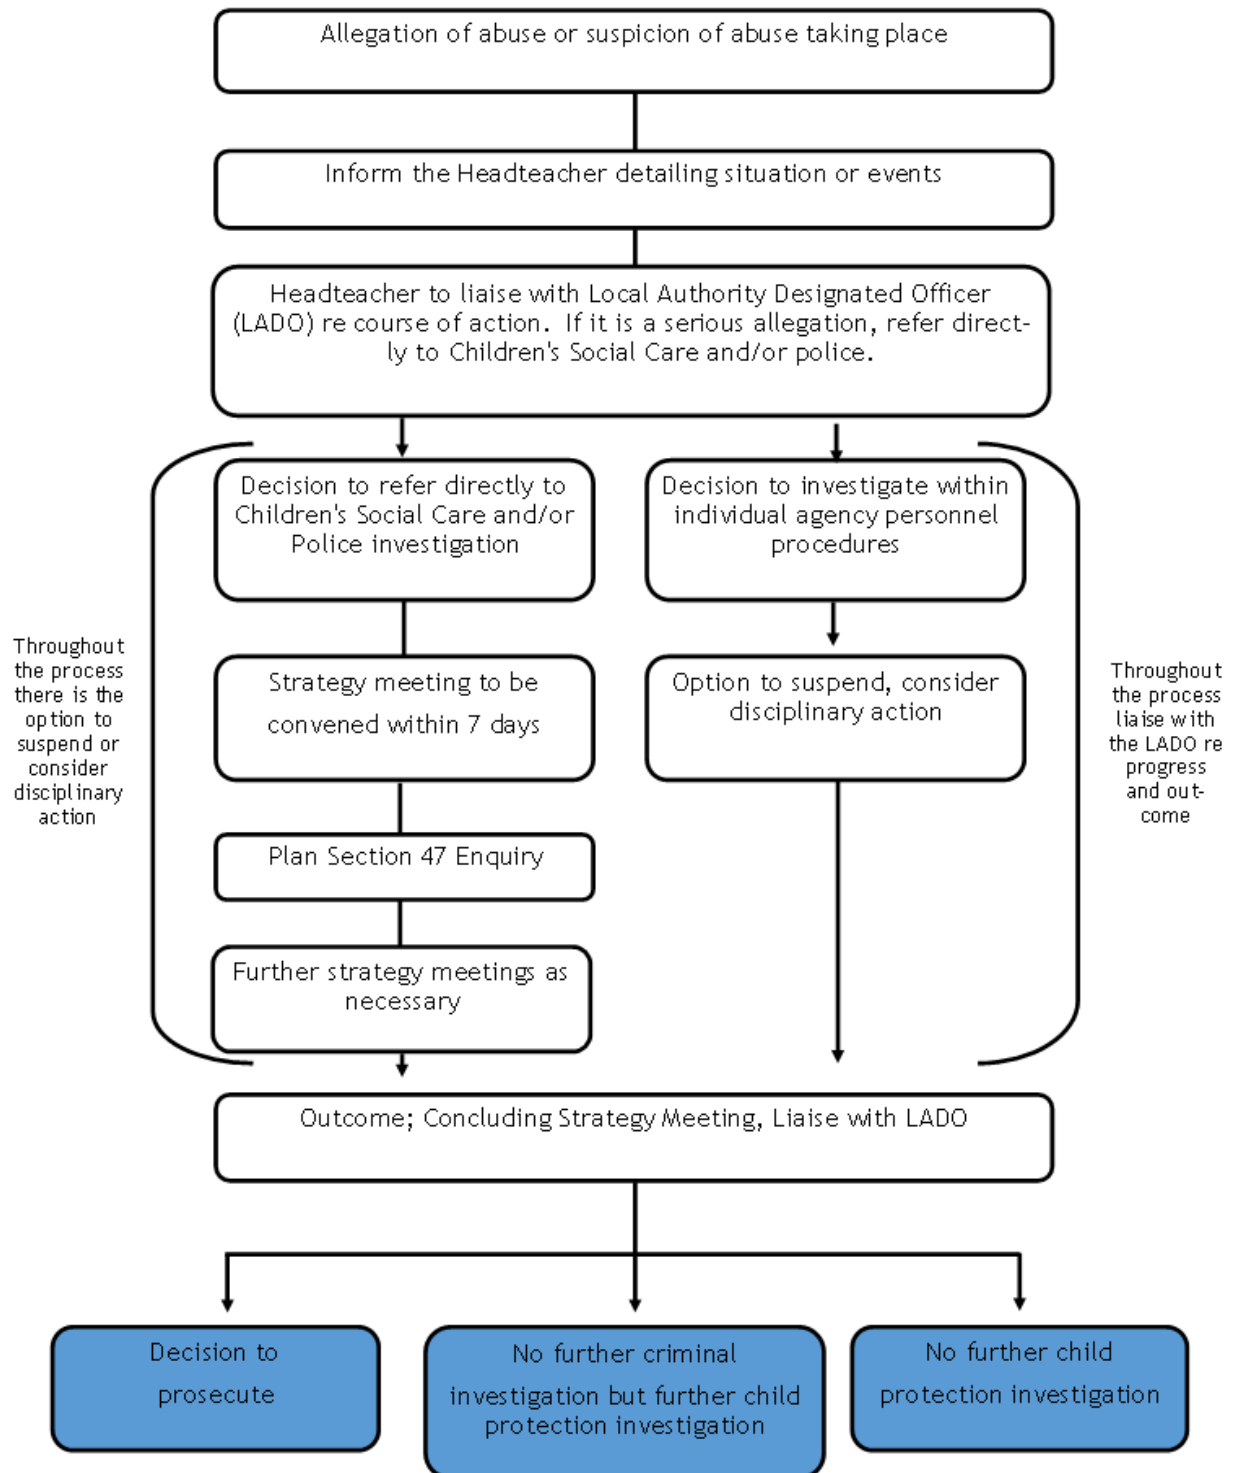 Allegation of abuse or suspicion of abuse taking place
Inform the Headteacher detailing situation or events
Headteacher to liaise with Local Authority Designated Officer
(LADO) re course of action.  If it is a serious allegation, refer direct-
ly to Children's Social Care and/or police.
Decision to refer directly to
Children's Social Care and/or
Police investigation
Decision to investigate within
individual agency personnel
procedures
Throughout
the process
there is the
option to
suspend or
consider
disciplinary
action
Strategy meeting to be
convened within 7 days
Option to suspend, consider
disciplinary action
Throughout
the process
liaise with
the LADO re
progress
and out-
come
Plan Section 47 Enquiry
Further strategy meetings as
necessary
Outcome; Concluding Strategy Meeting, Liaise with LADO
Decision to
prosecute
No further criminal
investigation but further child
protection investigation
No further child
protection investigation